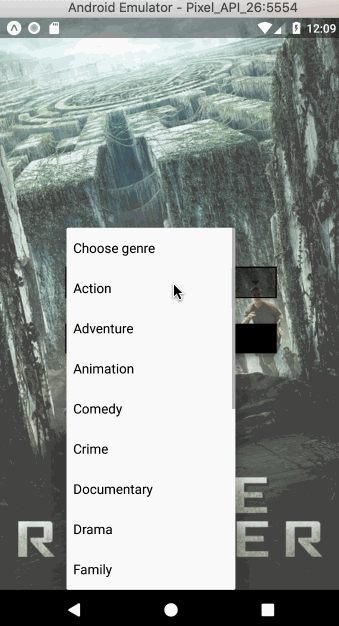 Android Emulator - Pixel_API_26:5554
12:09
Choose genre
Action
Adventure
Animation
Comedy
Crime
Documentary
Drama
Family
E
R ER